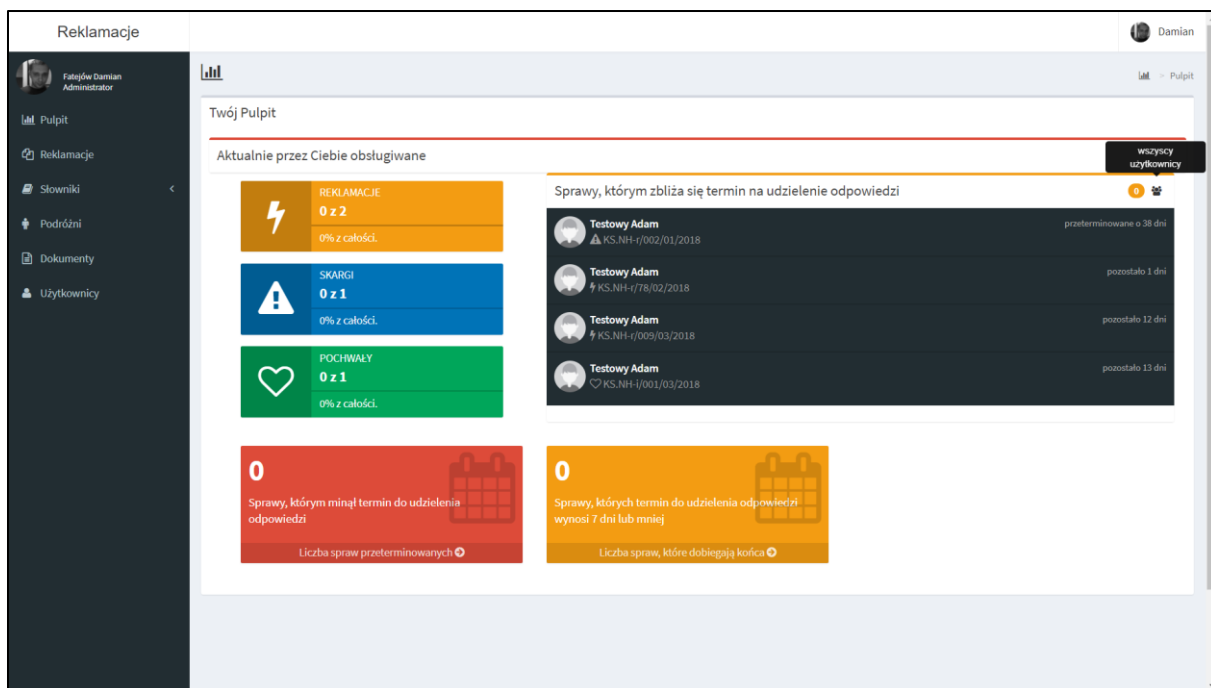 Reklamacje
Damian
Fatejów Damian
Administrator
Pulpit
Reklamacje
Słowniki
Podróżni
Dokumenty
Użytkownicy
Pulpit
Twój Pulpit
Aktualnie przez Ciebie obsługiwane
wszyscy
użytkownicy
REKLAMACJE
0 z 2
0% z całości.
SKARGI
0 z 1
0% z całości.
POCHWAŁY
0 z 1
0% z całości.
Sprawy, którym zbliża się termin na udzielenie odpowiedzi
0
Testowy Adam
przeterminowane o 38 dni
KS.NH-r/002/01/2018
Testowy Adam
pozostało 1 dni
KS.NH-r/78/02/2018
Testowy Adam
pozostało 12 dni
KS.NH-r/009/03/2018
Testowy Adam
pozostało 13 dni
KS.NH-i/001/03/2018
0
Sprawy, którym minął termin do udzielenia
odpowiedzi
Liczba spraw przeterminowanych
0
Sprawy, których termin do udzielenia odpowiedzi
wynosi 7 dni lub mniej
Liczba spraw, które dobiegają końca